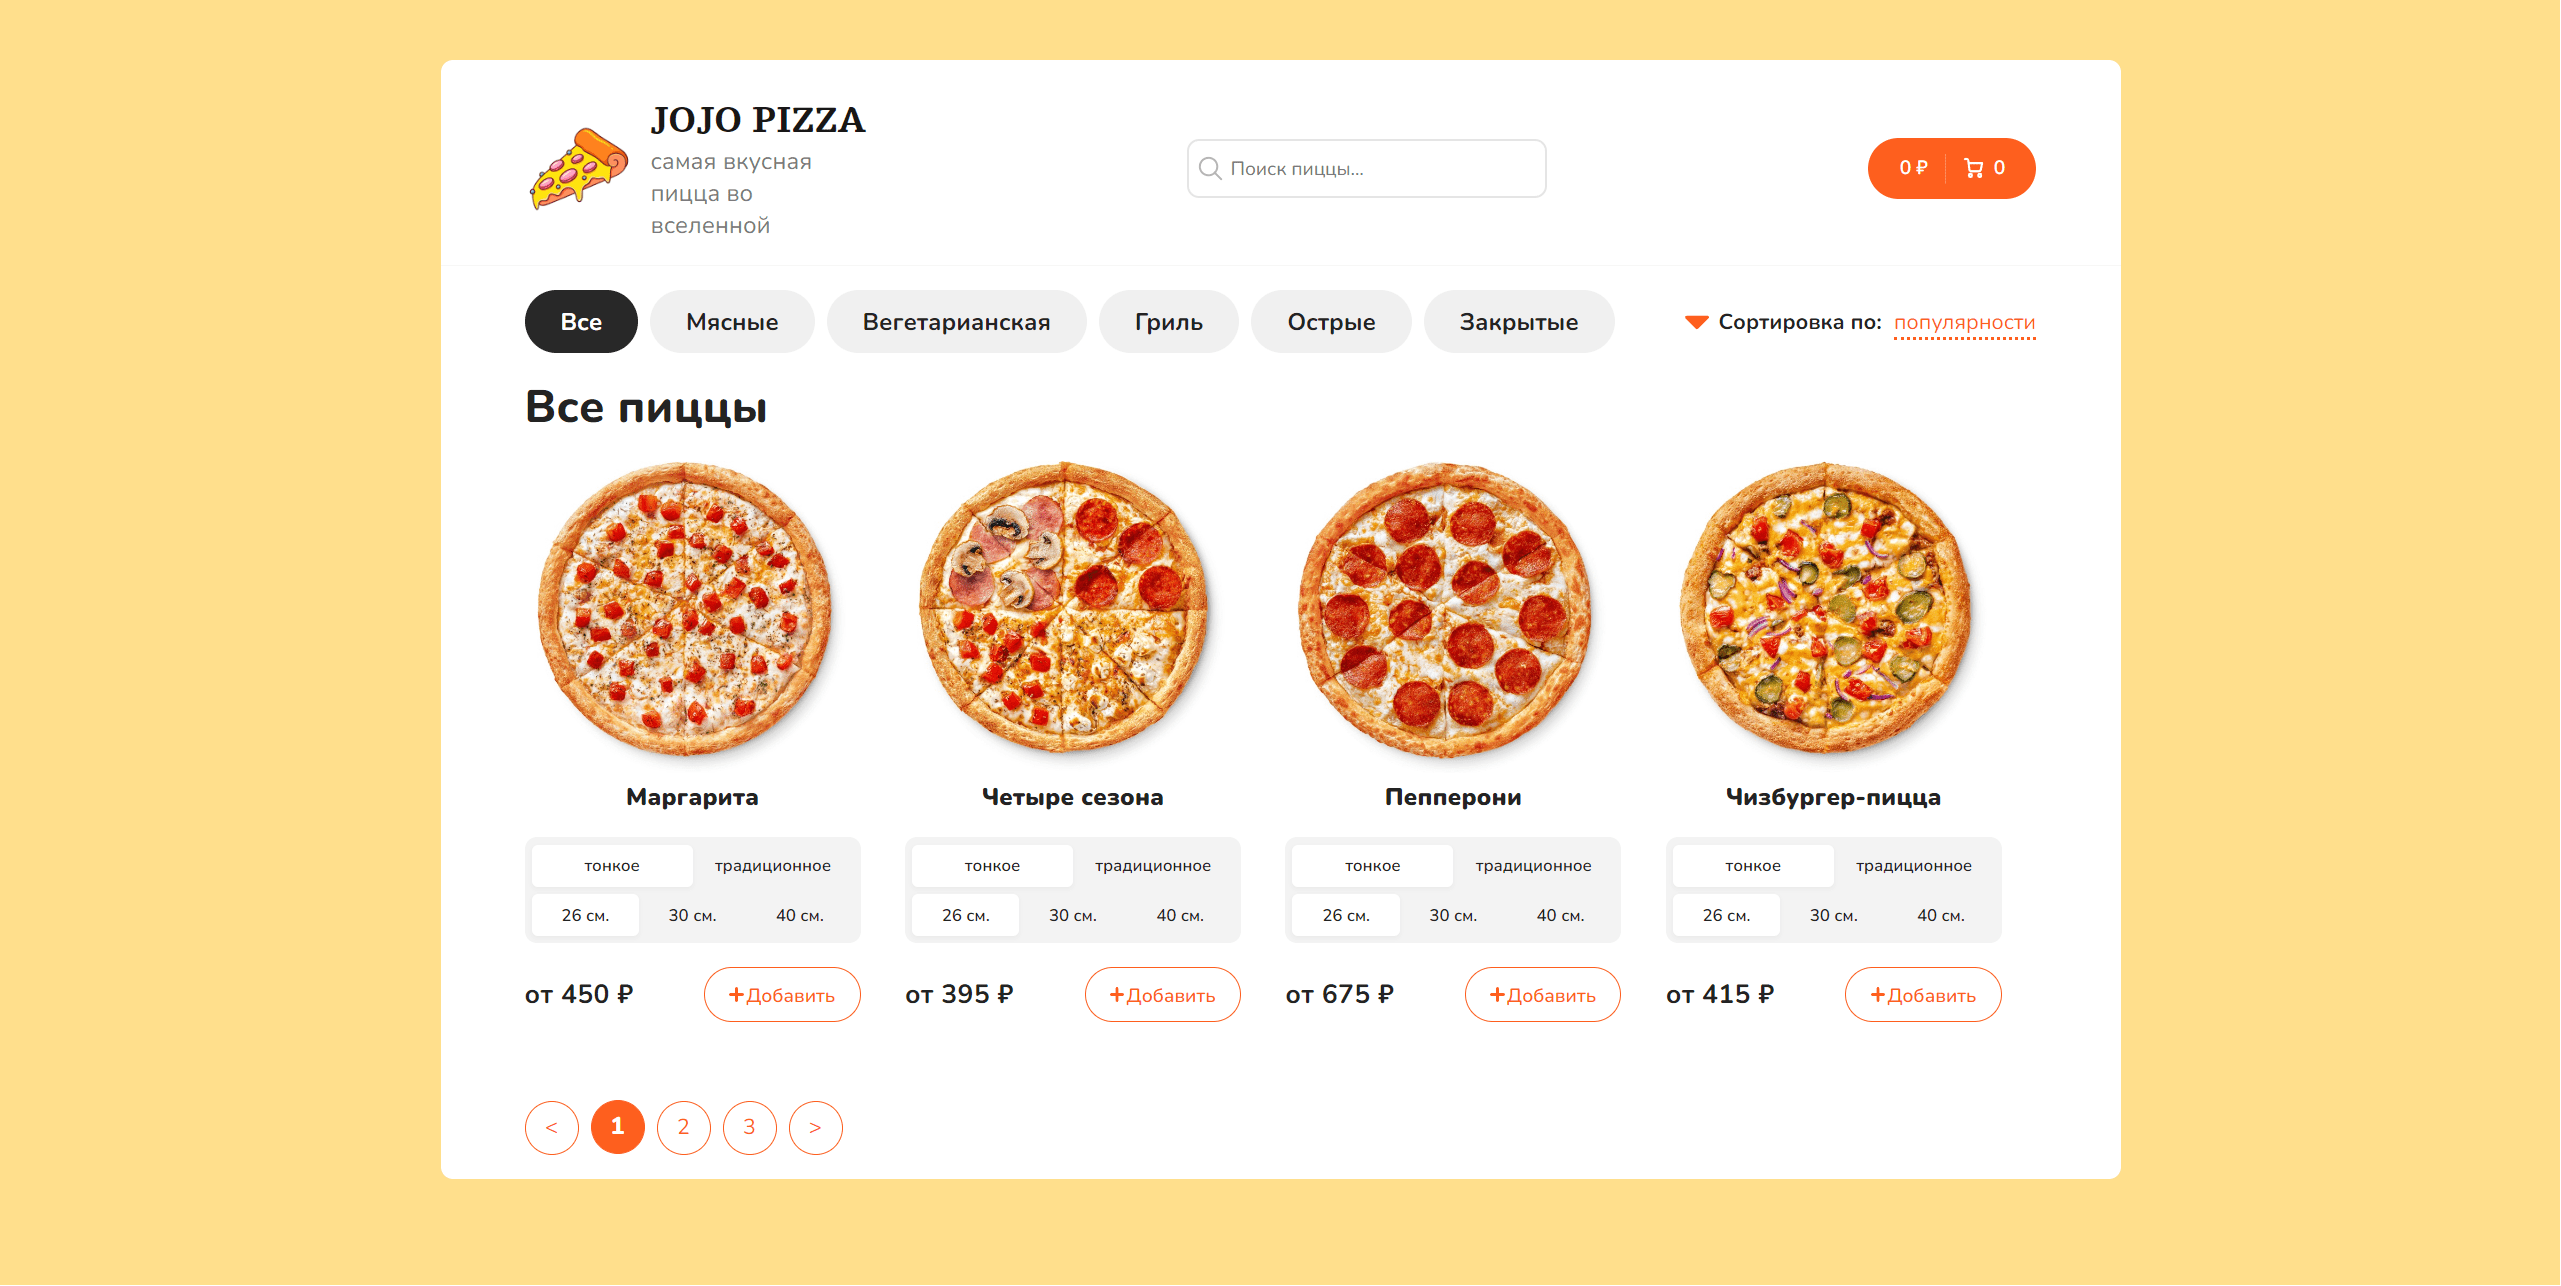 JOJO PIZZA
самая вкусная
пицца во
вселенной
Поиск пиццы...
0 ₽ 0
Все Мясные Вегетарианская Гриль Острые Закрытые Сортировка по: популярности
Все пиццы
Маргарита Четыре сезона Пепперони Чизбургер-пицца
тонкое традиционное тонкое традиционное тонкое традиционное тонкое традиционное
26 см. 30 см. 40 см. 26 см. 30 см. 40 см. 26 см. 30 см. 40 см. 26 см. 30 см. 40 см.
от 450 ₽ +Добавить от 395 ₽ +Добавить от 675 ₽ +Добавить от 415 ₽ +Добавить
< 1 2 3 >